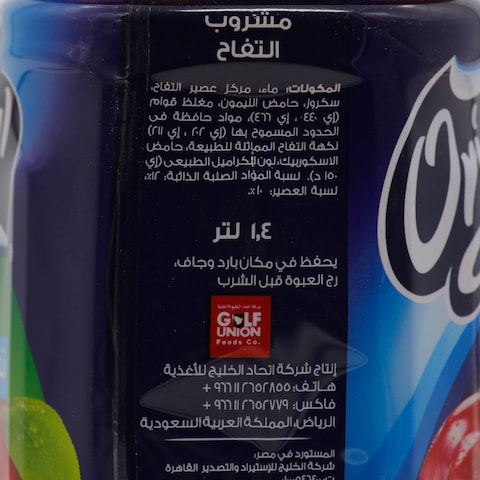 مشروب
التفاح
المكونات: ماء، مركز عصير التفاح،
سكروز، حامض الليمون، مغلظ قوام
(إي ٤٤٠ ، إي ٤٦٦)، مواد حافظة في
الحدود المسموح بها (إي ٢٠٢ ، إي ٢١١)
نكهة التفاح المماثلة للطبيعة، حامض
الاسكوربيك، لون الكراميل الطبيعي (إي
١٥٠ د). نسبة المواد الصلبة الذائبة: ١٢٪،
نسبة العصير: ١٠٪.
١,٤ لتر
يحفظ في مكان بارد وجاف،
رج العبوة قبل الشرب
GULF
UNION
Foods Co.
إنتاج شركة اتحاد الخليج للأغذية
هاتف: ٩٦٦١١٢٦٥٢٨٥٥ +
فاكس: ٩٦٦١١٢٦٥٢٧٧٩ +
الرياض المملكة العربية السعودية
المستورد في مصر:
شركة الخليج للإستيراد والتصدير القاهرة
Ori